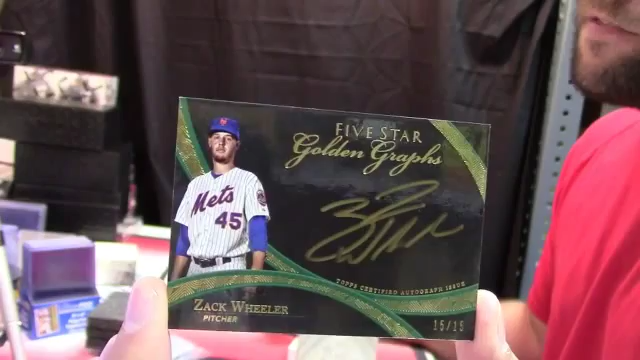 FIVE STAR
Golden Graphs
Mets
45
TOPPS CERTIFIED AUTOGRAPH ISSUE
ZACK WHEELER
PITCHER
15/15